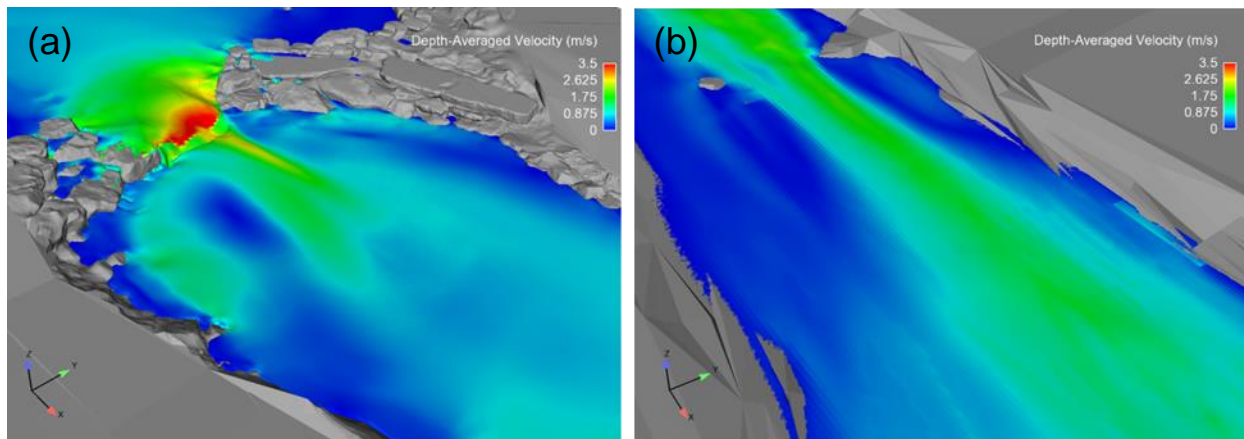 (a)
Depth-Averaged Velocity (m/s)
3.5
2.625
1.75
0.875
0
Z
Y
X
(b)
Depth-Averaged Velocity (m/s)
3.5
2.625
1.75
0.875
0
Z
Y
X